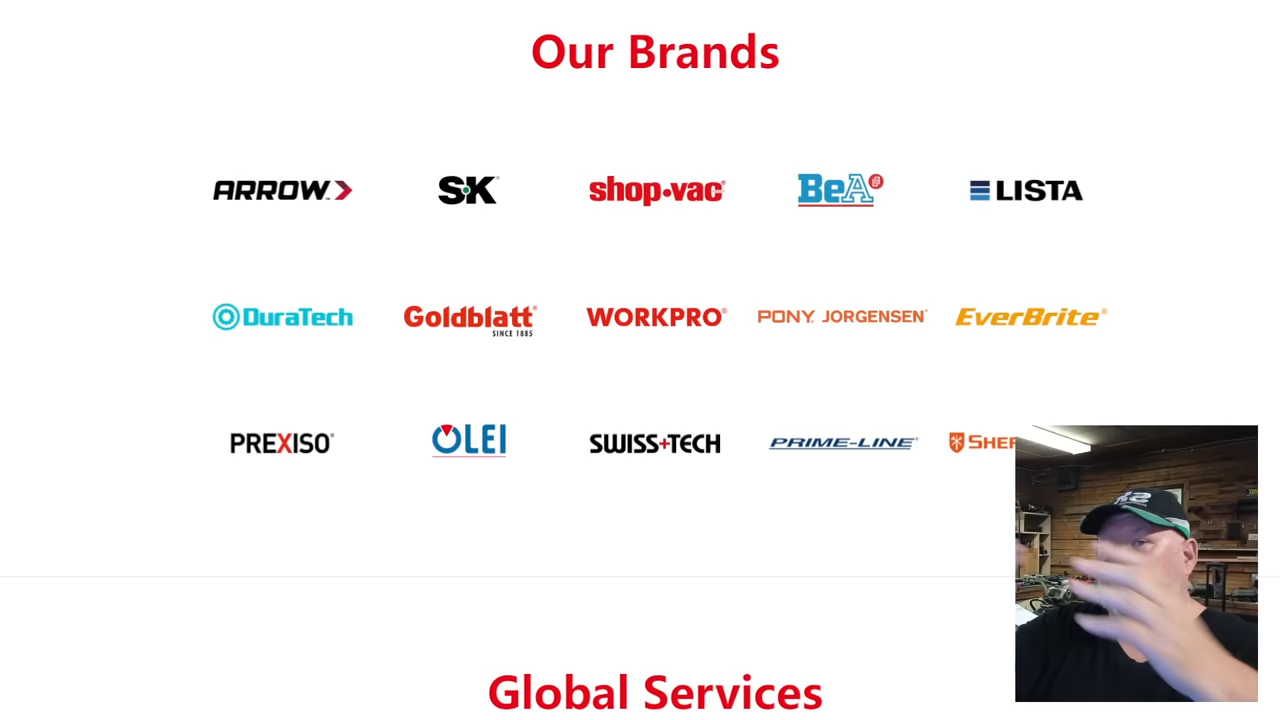 Our Brands
ARROW
S·K
shop·vac
BeA
LISTA
DuraTech
Goldblatt
SINCE 1885
WORKPRO
PONY JORGENSEN
EVERBRITE
PREXISO
OLEI
SWISS+TECH
PRIME-LINE
SHEP
Global Services